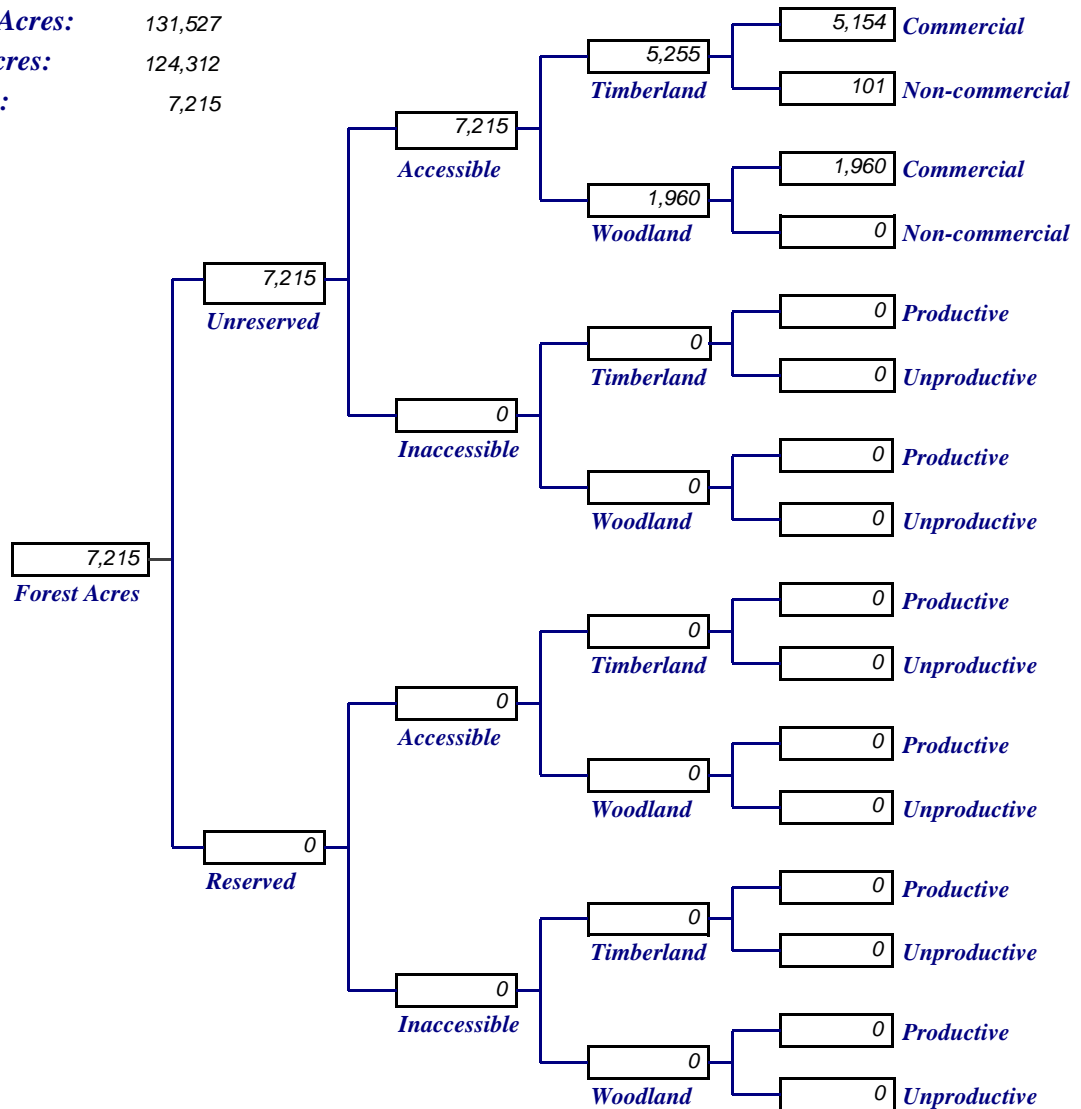 Acres: 131,527
cres: 124,312
: 7,215
5,154 Commercial
5,255
Timberland
101 Non-commercial
7,215
Accessible
1,960 Commercial
1,960
Woodland
0 Non-commercial
7,215
Unreserved
0 Productive
0
Timberland
0 Unproductive
0
Inaccessible
0 Productive
0
Woodland
0 Unproductive
7,215
Forest Acres
0 Productive
0
Timberland
0 Unproductive
0
Accessible
0 Productive
0
Woodland
0 Unproductive
0
Reserved
0 Productive
0
Timberland
0 Unproductive
0
Inaccessible
0 Productive
0
Woodland
0 Unproductive